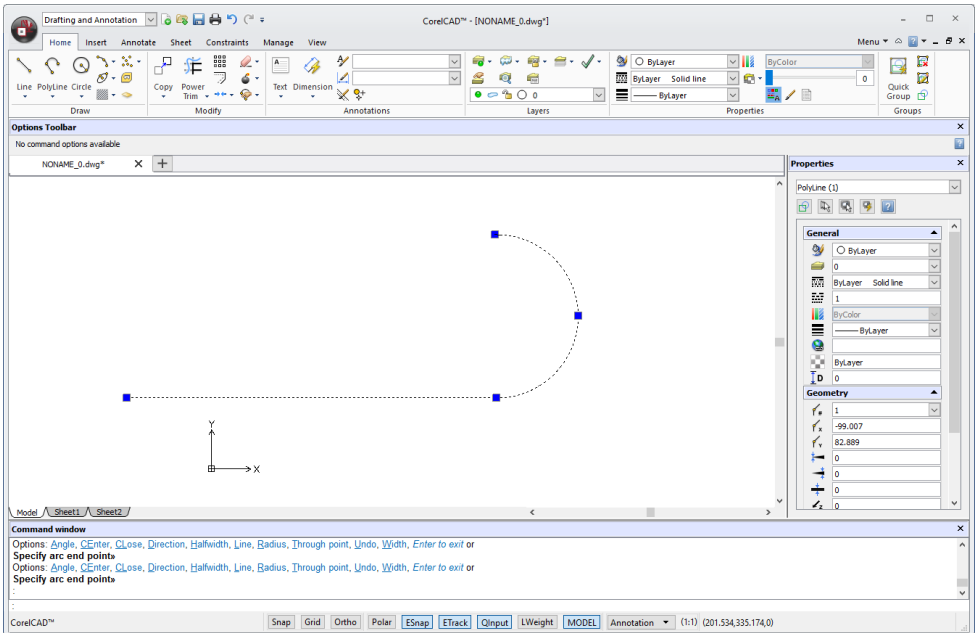 Drafting and Annotation
CorelCAD™ - [NONAME_0.dwg*]
Home Insert Annotate Sheet Constraints Manage View Menu
Line PolyLine Circle
Copy Power Trim
Text Dimension
0
ByLayer
ByLayer Solid line
ByLayer
ByColor
0
Quick Group
Draw Modify Annotations Layers Properties Groups
Options Toolbar
No command options available
NONAME_0.dwg*
Properties
PolyLine (1)
General
ByLayer
0
ByLayer Solid line
1
ByColor
ByLayer
ByLayer
D 0
Geometry
1
x -99.007
Y 82.889
0
0
0
z 0
Y
X
Model Sheet1 Sheet2
Command window
Options: Angle, CEnter, CLose, Direction, Halfwidth, Line, Radius, Through point, Undo, Width, Enter to exit or
Specify arc end point»
Options: Angle, CEnter, CLose, Direction, Halfwidth, Line, Radius, Through point, Undo, Width, Enter to exit or
Specify arc end point»
:
:
CorelCAD™ Snap Grid Ortho Polar ESnap ETrack QInput LWeight MODEL Annotation (1:1) (201.534,335.174,0)